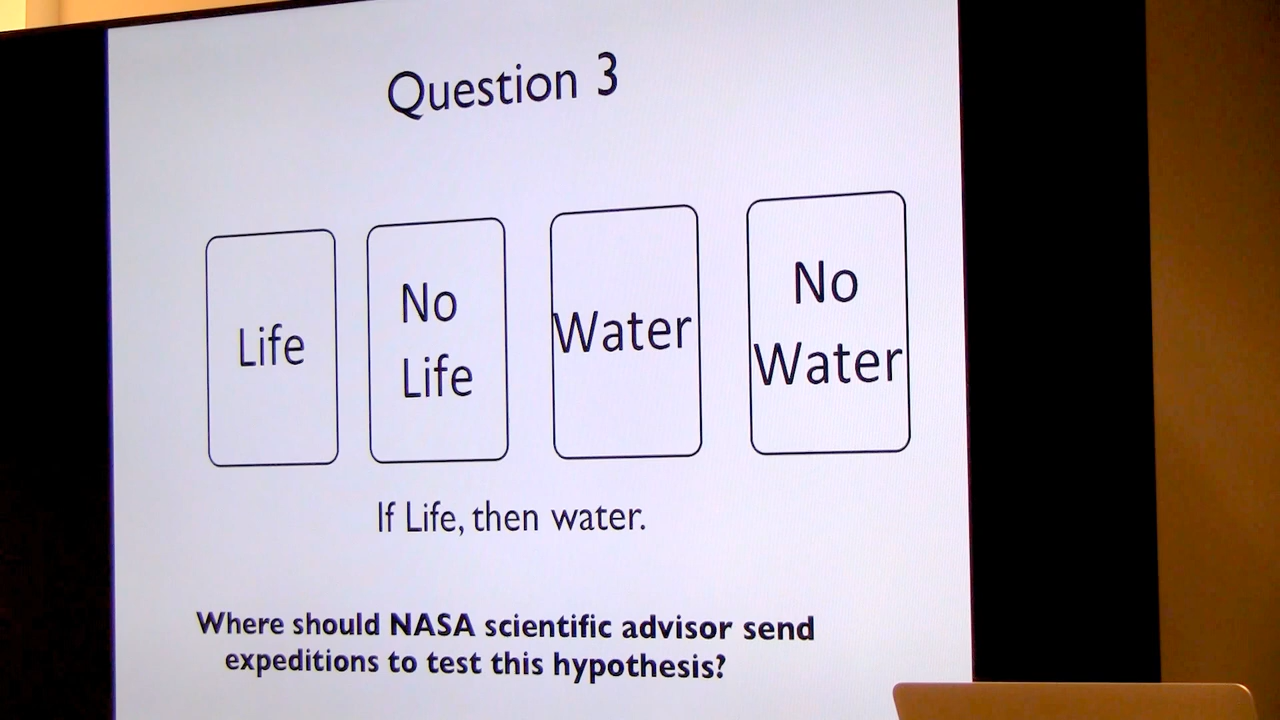 Question 3
Life
No
Life
Water
No
Water
If Life, then water.
Where should NASA scientific advisor send
expeditions to test this hypothesis?